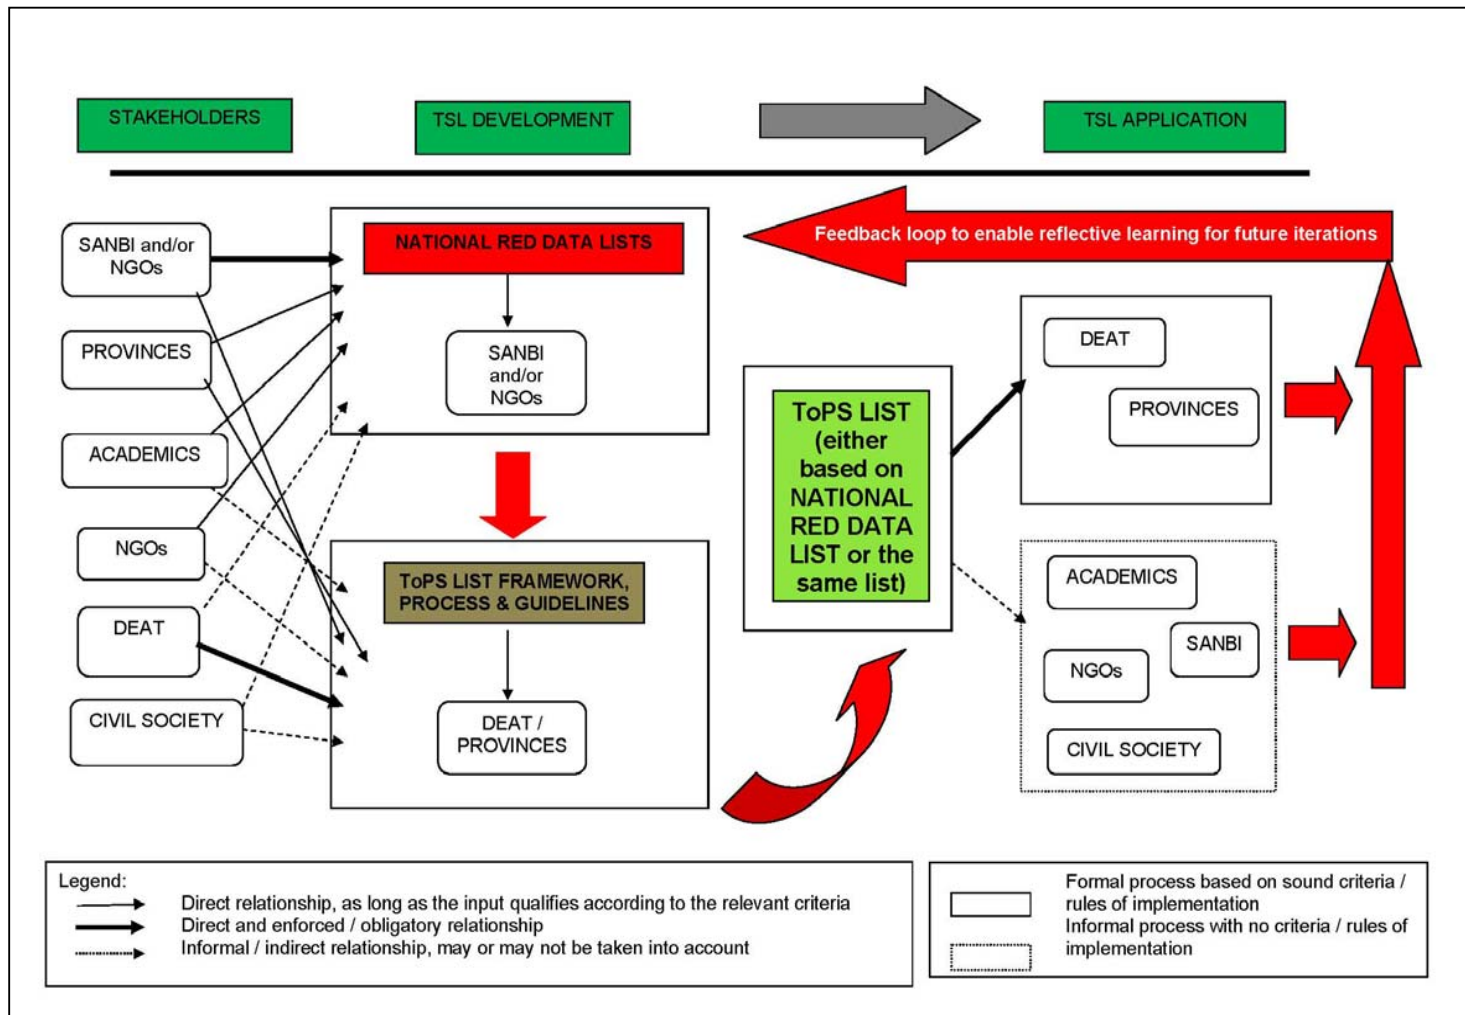 STAKEHOLDERS
TSL DEVELOPMENT
TSL APPLICATION
SANBI and/or
NGOs
PROVINCES
ACADEMICS
NGOs
DEAT
CIVIL SOCIETY
NATIONAL RED DATA LISTS
SANBI
and/or
NGOs
ToPS LIST FRAMEWORK,
PROCESS & GUIDELINES
DEAT /
PROVINCES
ToPS LIST
(either
based on
NATIONAL
RED DATA
LIST or the
same list)
Feedback loop to enable reflective learning for future iterations
DEAT
PROVINCES
ACADEMICS
SANBI
NGOs
CIVIL SOCIETY
Legend:
Direct relationship, as long as the input qualifies according to the relevant criteria
Direct and enforced / obligatory relationship
Informal / indirect relationship, may or may not be taken into account
Formal process based on sound criteria /
rules of implementation
Informal process with no criteria / rules of
implementation